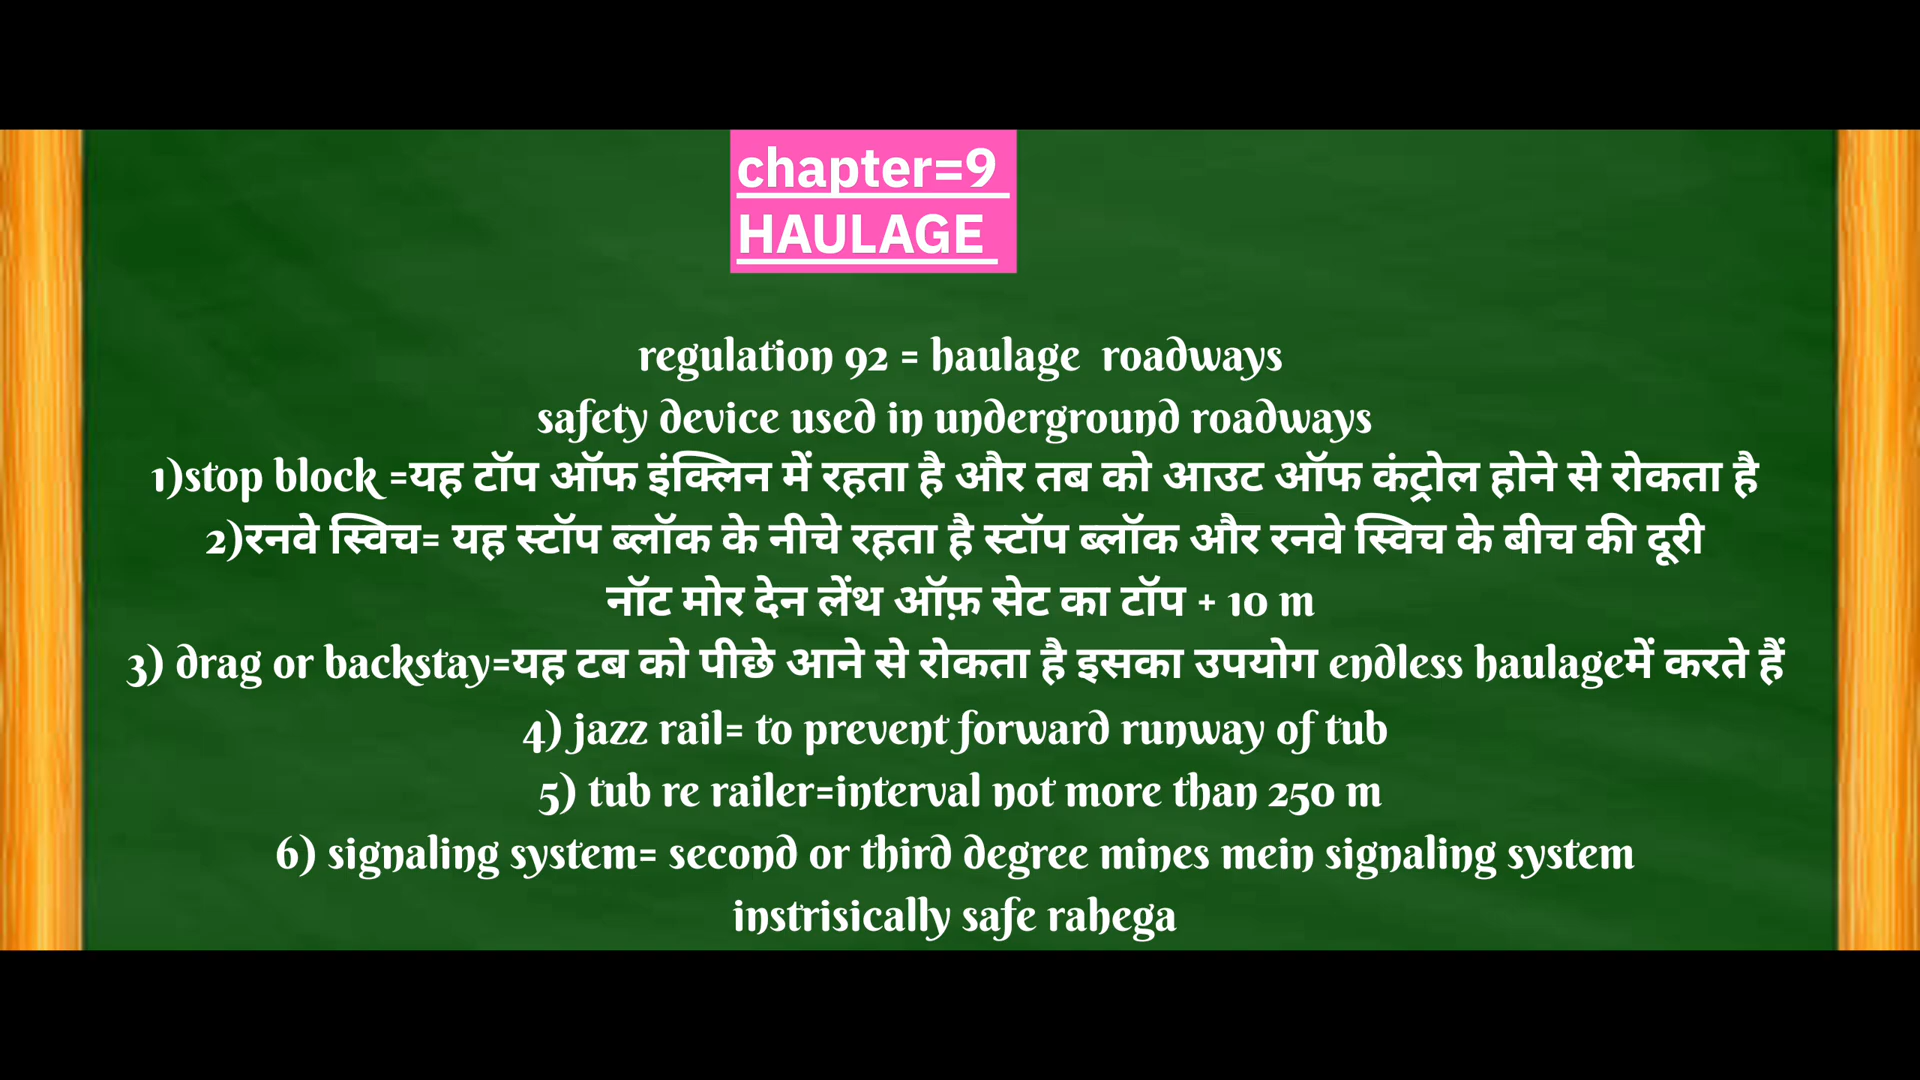 chapter=9
HAULAGE
regulation 92 = haulage roadways
safety device used in underground roadways
1)stop block =यह टॉप ऑफ इंक्लिन में रहता है और तब को आउट ऑफ कंट्रोल होने से रोकता है
2)रनवे स्विच= यह स्टॉप ब्लॉक के नीचे रहता है स्टॉप ब्लॉक और रनवे स्विच के बीच की दूरी
नॉट मोर देन लेंथ ऑफ़ सेट का टॉप + 10 m
3) drag or backstay=यह टब को पीछे आने से रोकता है इसका उपयोग endless haulageमें करते हैं
4) jazz rail= to prevent forward runway of tub
5) tub re railer=interval not more than 250 m
6) signaling system= second or third degree mines mein signaling system
instrisically safe rahega